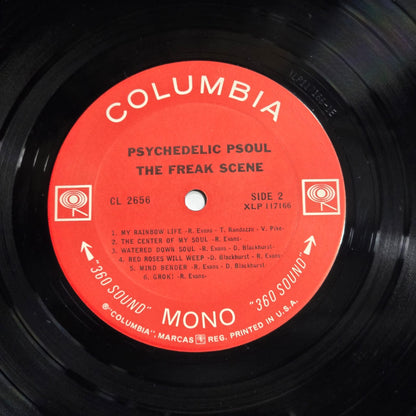 COLUMBIA
PSYCHEDELIC PSOUL
THE FREAK SCENE
CL 2656
SIDE 2
XLP 117166
1. MY RAINBOW LIFE -R. Evans - T. Randazzo - V. Pike-
2. THE CENTER OF MY SOUL -R. Evans-
3. WATERED DOWN SOUL -R. Evans - D. Blackhurst-
4. RED ROSES WILL WEEP -D. Blackhurst - R. Evans-
5. MIND BENDER -R. Evans - D. Blackhurst-
6. GROK! -R. Evans-
"360 SOUND" MONO "360 SOUND"
®"COLUMBIA", MARCAS REG. PRINTED IN U.S.A.